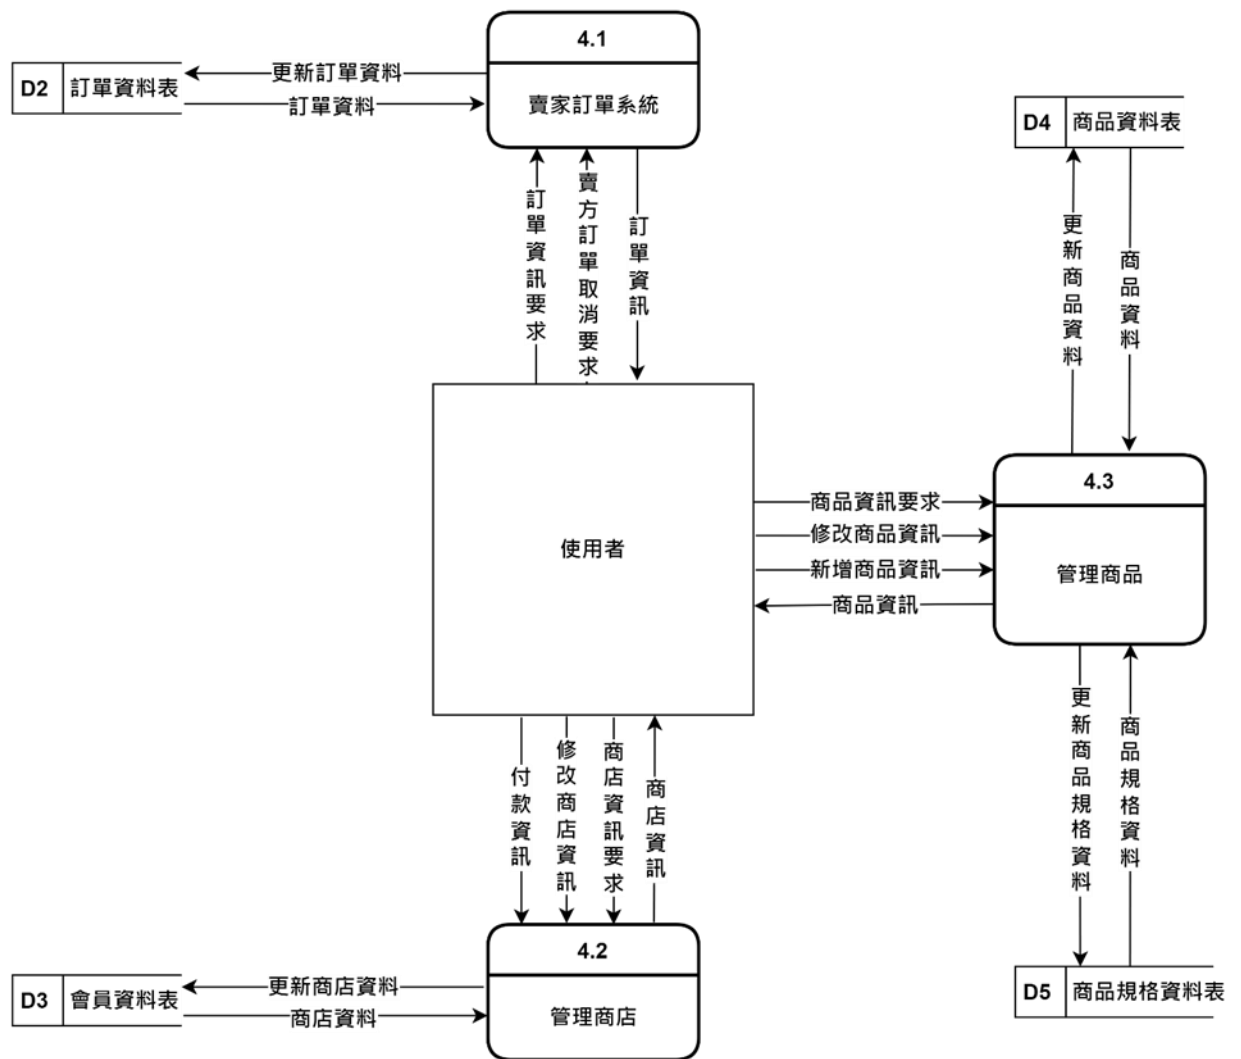 4.1
賣家訂單系統
D2 訂單資料表
更新訂單資料
訂單資料
D4 商品資料表
訂單資訊要求
賣方訂單取消要求
訂單資訊
更新商品資料
商品資料
使用者
商品資訊要求
修改商品資訊
新增商品資訊
商品資訊
4.3
管理商品
付款資訊
修改商店資訊
商店資訊要求
商店資訊
更新商品規格資料
商品規格資料
4.2
管理商店
D3 會員資料表
更新商店資料
商店資料
D5 商品規格資料表